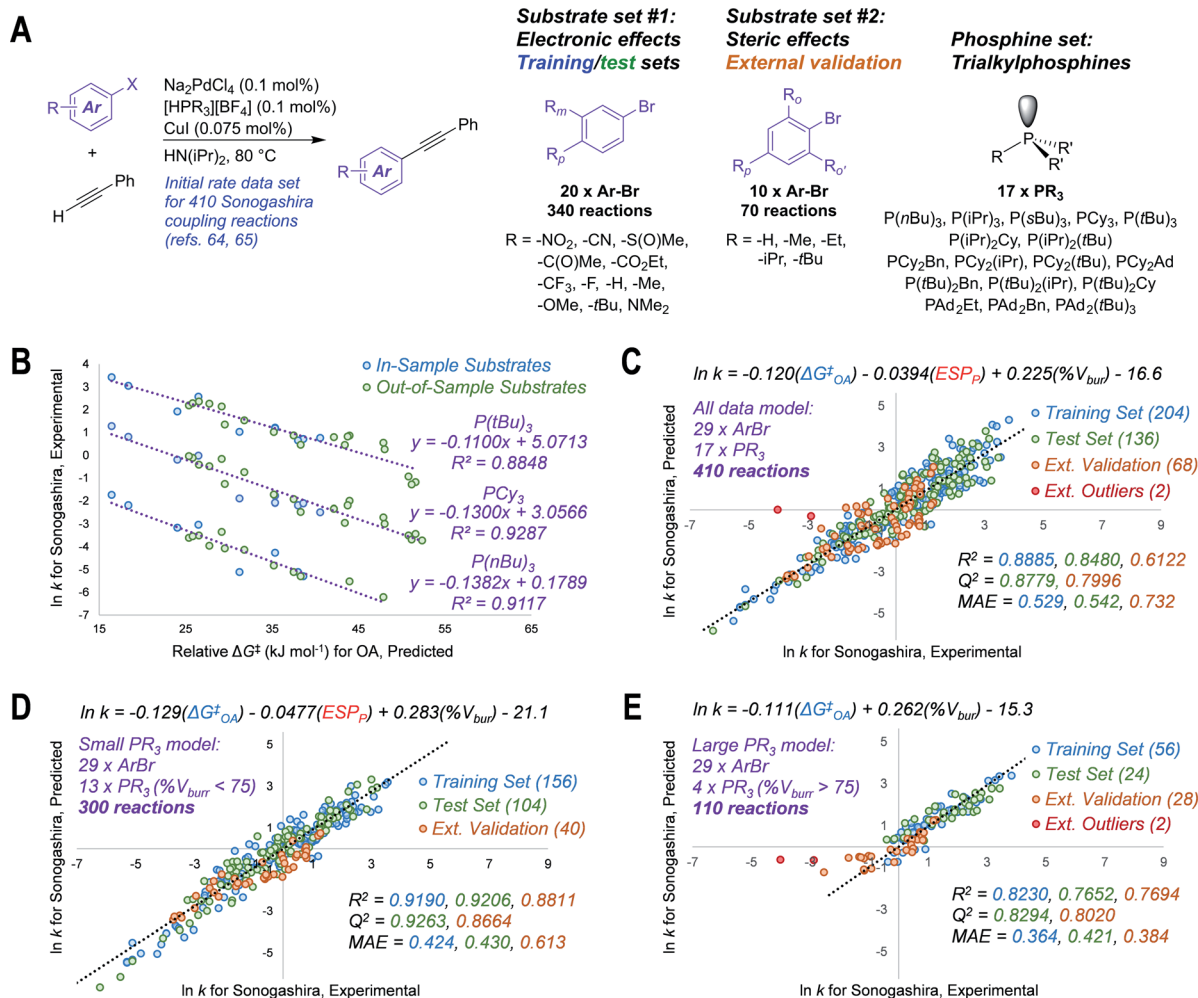 A
R
Ar
X
+
H
Ph
Na2PdCl4 (0.1 mol%)
[HPR3][BF4] (0.1 mol%)
CuI (0.075 mol%)
HN(iPr)2, 80 °C
Initial rate data set
for 410 Sonogashira
coupling reactions
(refs. 64, 65)
R
Ar
Ph
Substrate set #1:
Electronic effects
Training/test sets
Rm
Rp
Br
20 x Ar-Br
340 reactions
R = -NO2, -CN, -S(O)Me,
-C(O)Me, -CO2Et,
-CF3, -F, -H, -Me,
-OMe, -tBu, NMe2
Substrate set #2:
Steric effects
External validation
Ro
Br
Rp
Ro'
10 x Ar-Br
70 reactions
R = -H, -Me, -Et,
-iPr, -tBu
Phosphine set:
Trialkylphosphines
P
R
R'
R'
17 x PR3
P(nBu)3, P(iPr)3, P(sBu)3, PCy3, P(tBu)3
P(iPr)2Cy, P(iPr)2(tBu)
PCy2Bn, PCy2(iPr), PCy2(tBu), PCy2Ad
P(tBu)2Bn, P(tBu)2(iPr), P(tBu)2Cy
PAd2Et, PAd2Bn, PAd2(tBu)3
B
ln k for Sonogashira, Experimental
4
3
2
1
0
-1
-2
-3
-4
-5
-6
-7
15
25
35
45
55
65
Relative ΔG‡ (kJ mol-1) for OA, Predicted
In-Sample Substrates
Out-of-Sample Substrates
P(tBu)3
y = -0.1100x + 5.0713
R² = 0.8848
PCy3
y = -0.1300x + 3.0566
R² = 0.9287
P(nBu)3
y = -0.1382x + 0.1789
R² = 0.9117
C
ln k = -0.120(ΔG‡OA) - 0.0394(ESPP) + 0.225(%Vbur) - 16.6
All data model:
29 x ArBr
17 x PR3
410 reactions
Training Set (204)
Test Set (136)
Ext. Validation (68)
Ext. Outliers (2)
ln k for Sonogashira, Predicted
5
3
1
-3
-5
-7
-5
-3
-1
1
3
5
7
9
R2 = 0.8885, 0.8480, 0.6122
Q2 = 0.8779, 0.7996
MAE = 0.529, 0.542, 0.732
ln k for Sonogashira, Experimental
D
ln k = -0.129(ΔG‡OA) - 0.0477(ESPP) + 0.283(%Vbur) - 21.1
Small PR3 model:
29 x ArBr
13 x PR3 (%Vburr < 75)
300 reactions
Training Set (156)
Test Set (104)
Ext. Validation (40)
ln k for Sonogashira, Predicted
5
3
1
-3
-5
-7
-5
-3
1
3
5
7
9
R2 = 0.9190, 0.9206, 0.8811
Q2 = 0.9263, 0.8664
MAE = 0.424, 0.430, 0.613
ln k for Sonogashira, Experimental
E
ln k = -0.111(ΔG‡OA) + 0.262(%Vbur) - 15.3
Large PR3 model:
29 x ArBr
4 x PR3 (%Vburr > 75)
110 reactions
Training Set (56)
Test Set (24)
Ext. Validation (28)
Ext. Outliers (2)
ln k for Sonogashira, Predicted
5
3
1
-1
-3
-5
-7
-5
-3
-1
1
3
5
7
9
R2 = 0.8230, 0.7652, 0.7694
Q2 = 0.8294, 0.8020
MAE = 0.364, 0.421, 0.384
ln k for Sonogashira, Experimental